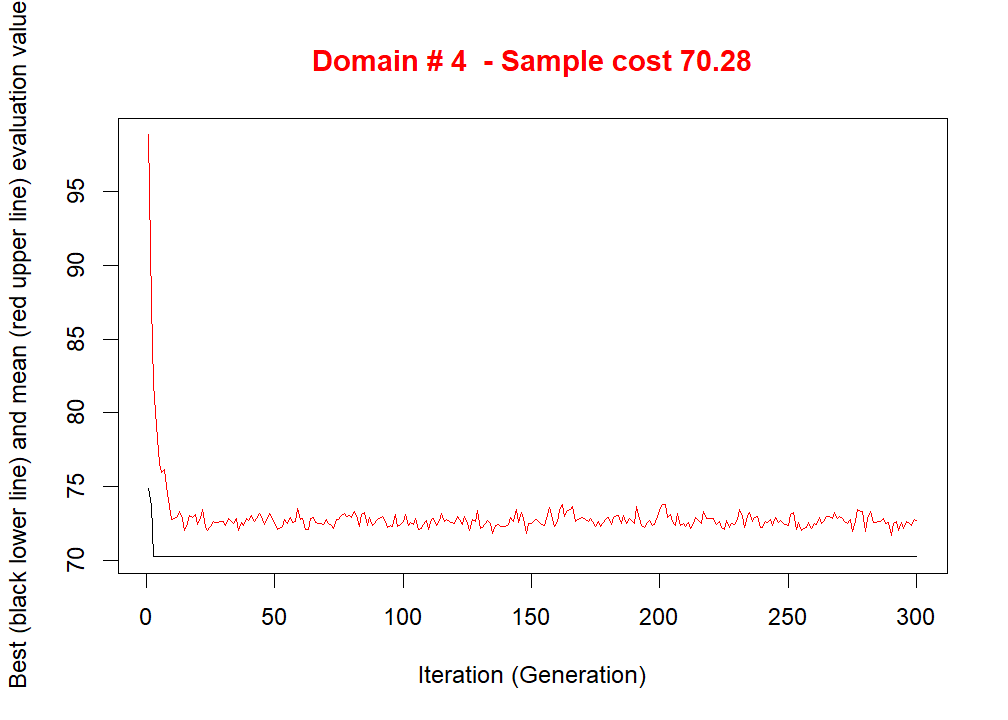 Domain # 4  - Sample cost 70.28
Best (black lower line) and mean (red upper line) evaluation value
95
90
85
80
75
70
0 50 100 150 200 250 300
Iteration (Generation)